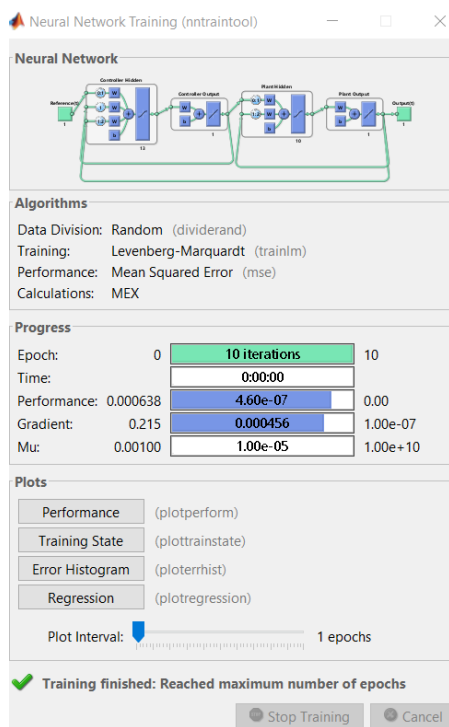 Neural Network Training (nntraintool)
Neural Network
Controller Hidden
Controller Output
Plant Hidden
Plant Output
Reference(t)
Output(t)
W
b
1
13
1
10
1
1
Algorithms
Data Division: Random (dividerand)
Training: Levenberg-Marquardt (trainlm)
Performance: Mean Squared Error (mse)
Calculations: MEX
Progress
Epoch: 0 10 iterations 10
Time: 0:00:00
Performance: 0.000638 4.60e-07 0.00
Gradient: 0.215 0.000456 1.00e-07
Mu: 0.00100 1.00e-05 1.00e+10
Plots
Performance (plotperform)
Training State (plottrainstate)
Error Histogram (ploterrhist)
Regression (plotregression)
Plot Interval: 1 epochs
Training finished: Reached maximum number of epochs
Stop Training Cancel